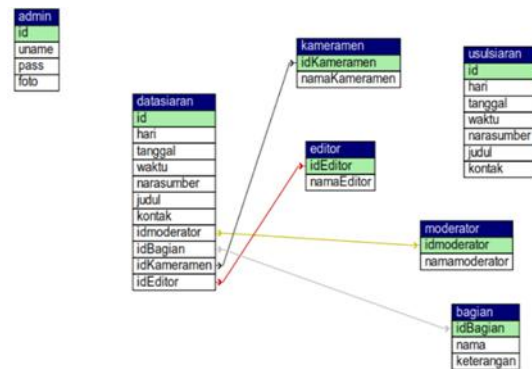 admin
id
uname
pass
foto
kameramen
idKameramen
namaKameramen
usulsiaran
id
hari
tanggal
waktu
narasumber
judul
kontak
datasiaran
id
hari
tanggal
waktu
narasumber
judul
kontak
idmoderator
idBagian
idKameramen
idEditor
editor
idEditor
namaEditor
moderator
idmoderator
namamoderator
bagian
idBagian
nama
keterangan